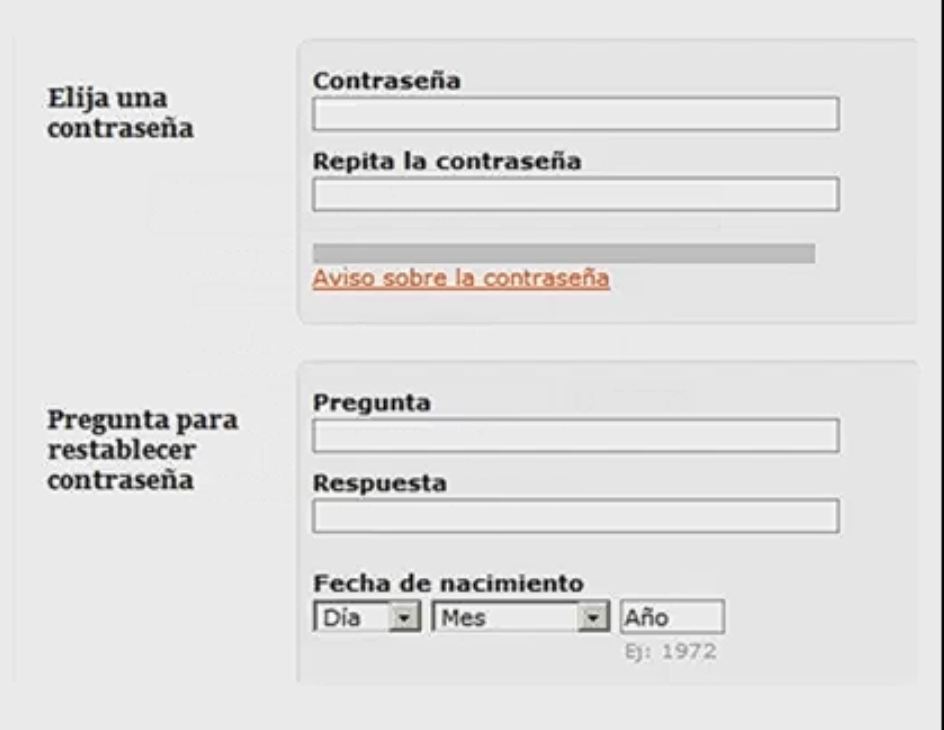 Elija una
contraseña
Contraseña
Repita la contraseña
Aviso sobre la contraseña
Pregunta para
restablecer
contraseña
Pregunta
Respuesta
Fecha de nacimiento
Día Mes Año
Ej: 1972